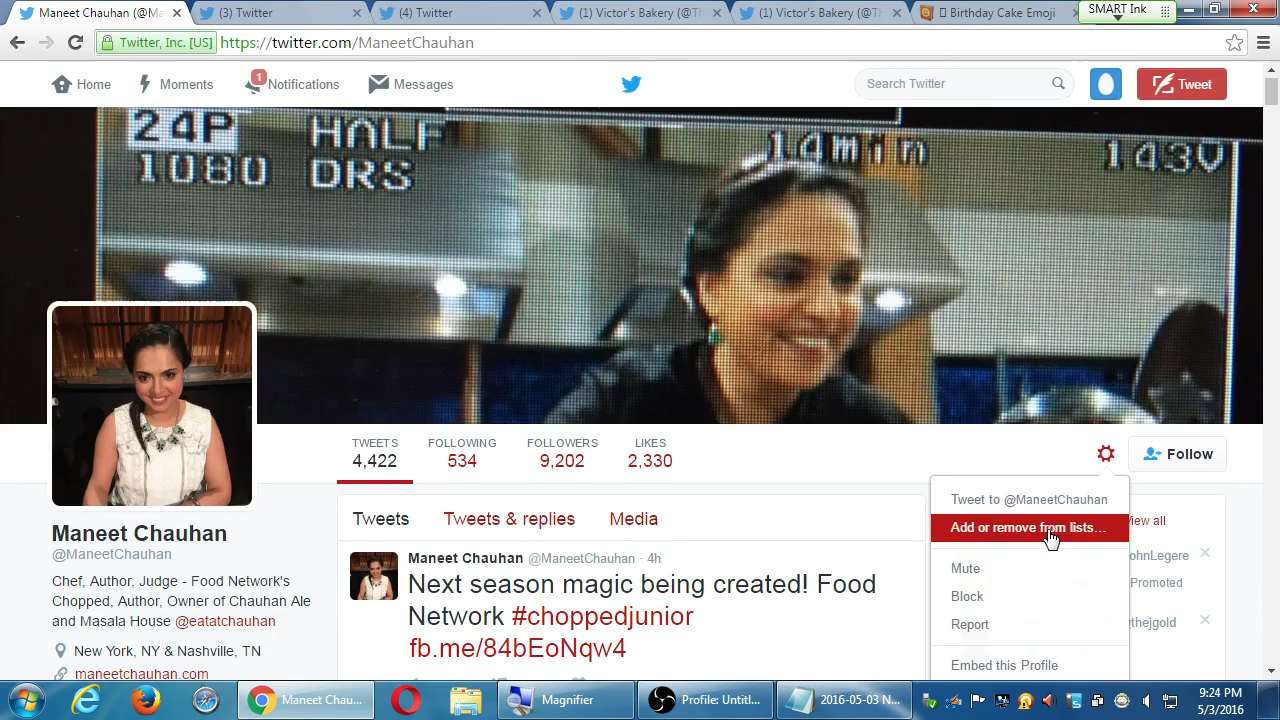 Maneet Chauhan (@Ma
(3) Twitter
(4) Twitter
(1) Victor's Bakery (@Th
(1) Victor's Bakery (@Th
Birthday Cake Emoji
SMART Ink
Twitter, Inc. [US]
https://twitter.com/ManeetChauhan
Home
Moments
1
Notifications
Messages
Search Twitter
Tweet
24P HALF 14min 143V
1080 DRS
TWEETS FOLLOWING FOLLOWERS LIKES
4,422 534 9,202 2,330
Follow
Tweet to @ManeetChauhan
Add or remove from lists...
Mute
Block
Report
Embed this Profile
View all
ohnLegere
Promoted
thejgold
Maneet Chauhan
@ManeetChauhan
Chef, Author, Judge - Food Network's
Chopped, Author, Owner of Chauhan Ale
and Masala House @eatatchauhan
New York, NY & Nashville, TN
maneetchauhan.com
Tweets Tweets & replies Media
Maneet Chauhan @ManeetChauhan · 4h
Next season magic being created! Food
Network #choppedjunior
fb.me/84bEoNqw4
Maneet Chau...
Magnifier
Profile: Untitl...
2016-05-03 N...
9:24 PM
5/3/2016